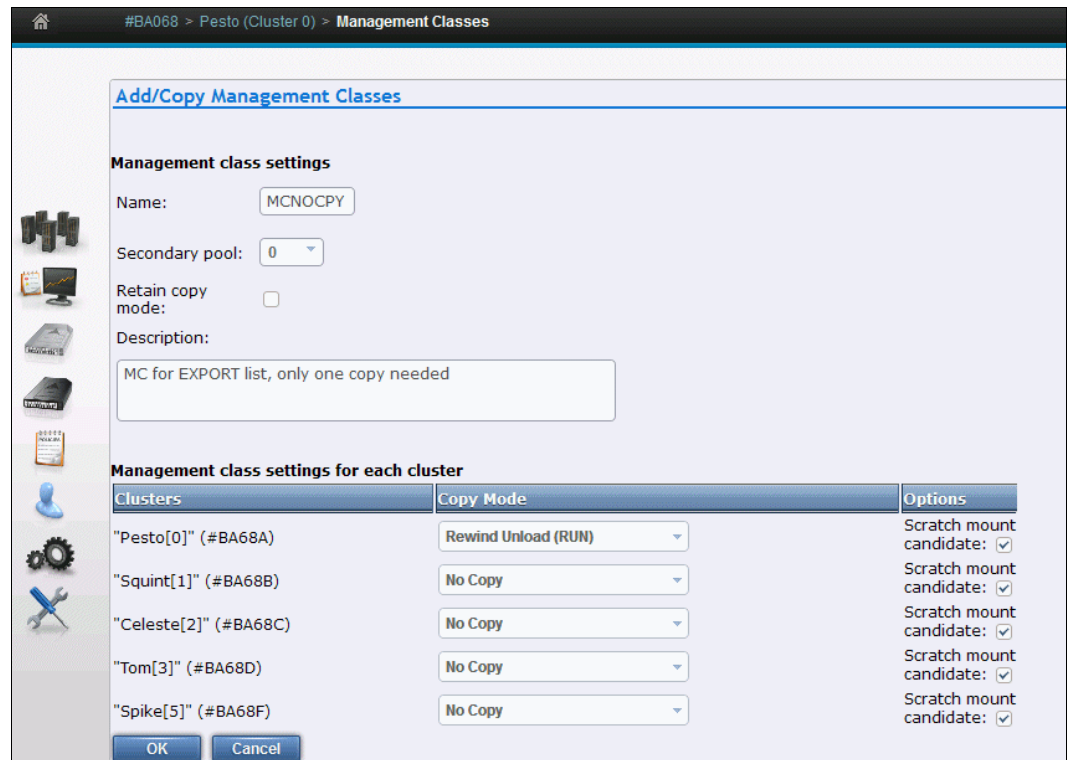 #BA068 > Pesto (Cluster 0) > Management Classes
Add/Copy Management Classes
Management class settings
Name: MCNOCPY
Secondary pool: 0
Retain copy
mode:
Description:
MC for EXPORT list, only one copy needed
Management class settings for each cluster
Clusters Copy Mode Options
"Pesto[0]" (#BA68A) Rewind Unload (RUN) Scratch mount
candidate:
"Squint[1]" (#BA68B) No Copy Scratch mount
candidate:
"Celeste[2]" (#BA68C) No Copy Scratch mount
candidate:
"Tom[3]" (#BA68D) No Copy Scratch mount
candidate:
"Spike[5]" (#BA68F) No Copy Scratch mount
candidate:
OK Cancel